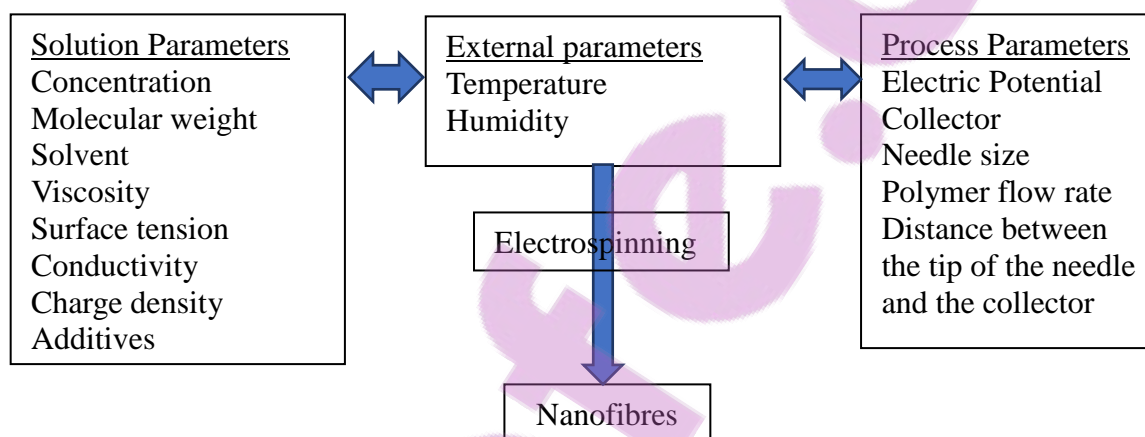 Solution Parameters
Concentration
Molecular weight
Solvent
Viscosity
Surface tension
Conductivity
Charge density
Additives
External parameters
Temperature
Humidity
Process Parameters
Electric Potential
Collector
Needle size
Polymer flow rate
Distance between
the tip of the needle
and the collector
Electrospinning
Nanofibres